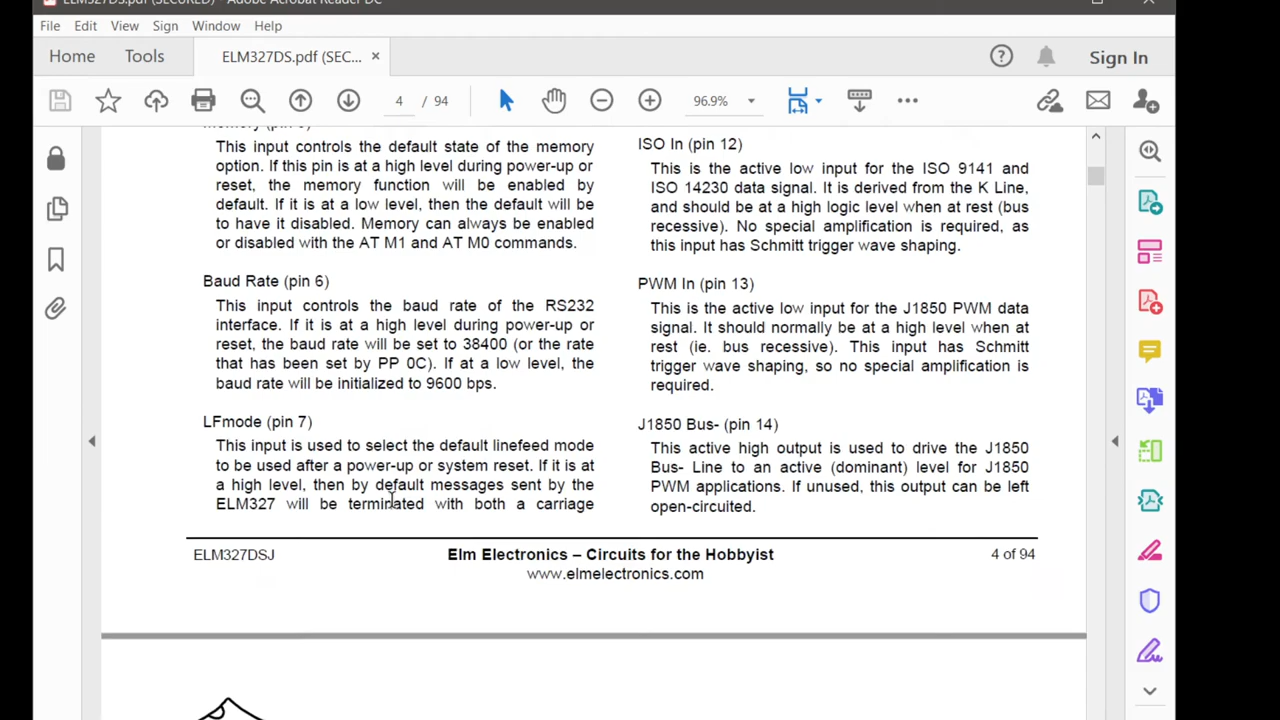 ELM327DS.pdf (SECURED) - Adobe Acrobat Reader DC
File Edit View Sign Window Help
Home Tools ELM327DS.pdf (SEC... × Sign In
4 / 94 96.9%
Memory (pin 5)
This input controls the default state of the memory
option. If this pin is at a high level during power-up or
reset, the memory function will be enabled by
default. If it is at a low level, then the default will be
to have it disabled. Memory can always be enabled
or disabled with the AT M1 and AT M0 commands.
Baud Rate (pin 6)
This input controls the baud rate of the RS232
interface. If it is at a high level during power-up or
reset, the baud rate will be set to 38400 (or the rate
that has been set by PP 0C). If at a low level, the
baud rate will be initialized to 9600 bps.
LFmode (pin 7)
This input is used to select the default linefeed mode
to be used after a power-up or system reset. If it is at
a high level, then by default messages sent by the
ELM327 will be terminated with both a carriage
ISO In (pin 12)
This is the active low input for the ISO 9141 and
ISO 14230 data signal. It is derived from the K Line,
and should be at a high logic level when at rest (bus
recessive). No special amplification is required, as
this input has Schmitt trigger wave shaping.
PWM In (pin 13)
This is the active low input for the J1850 PWM data
signal. It should normally be at a high level when at
rest (ie. bus recessive). This input has Schmitt
trigger wave shaping, so no special amplification is
required.
J1850 Bus- (pin 14)
This active high output is used to drive the J1850
Bus- Line to an active (dominant) level for J1850
PWM applications. If unused, this output can be left
open-circuited.
ELM327DSJ Elm Electronics – Circuits for the Hobbyist 4 of 94
www.elmelectronics.com